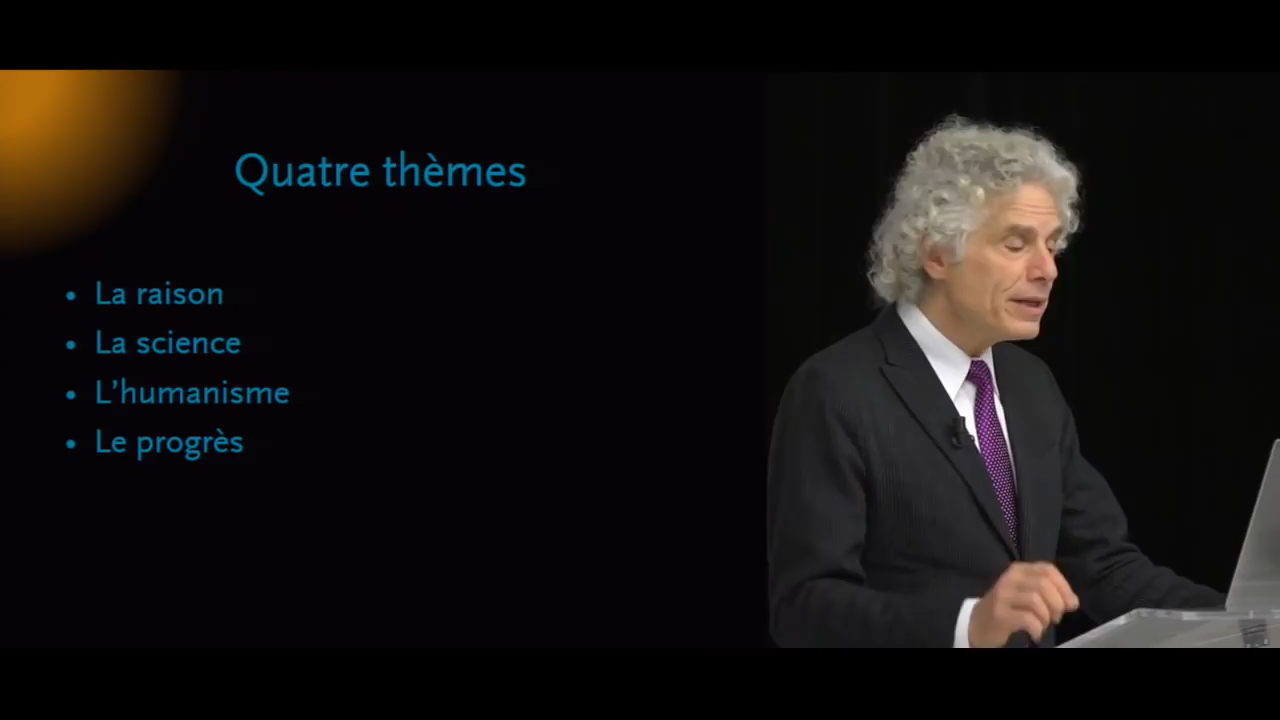 Quatre thèmes
• La raison
• La science
• L’humanisme
• Le progrès